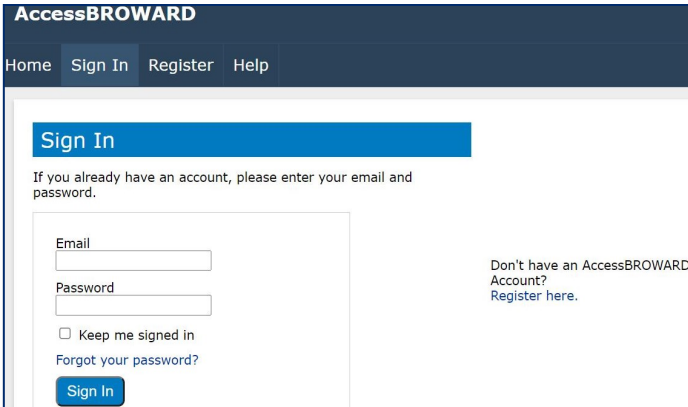 AccessBROWARD
Home Sign In Register Help
Sign In
If you already have an account, please enter your email and
password.
Email
Password
Keep me signed in
Forgot your password?
Sign In
Don't have an AccessBROWARD
Account?
Register here.